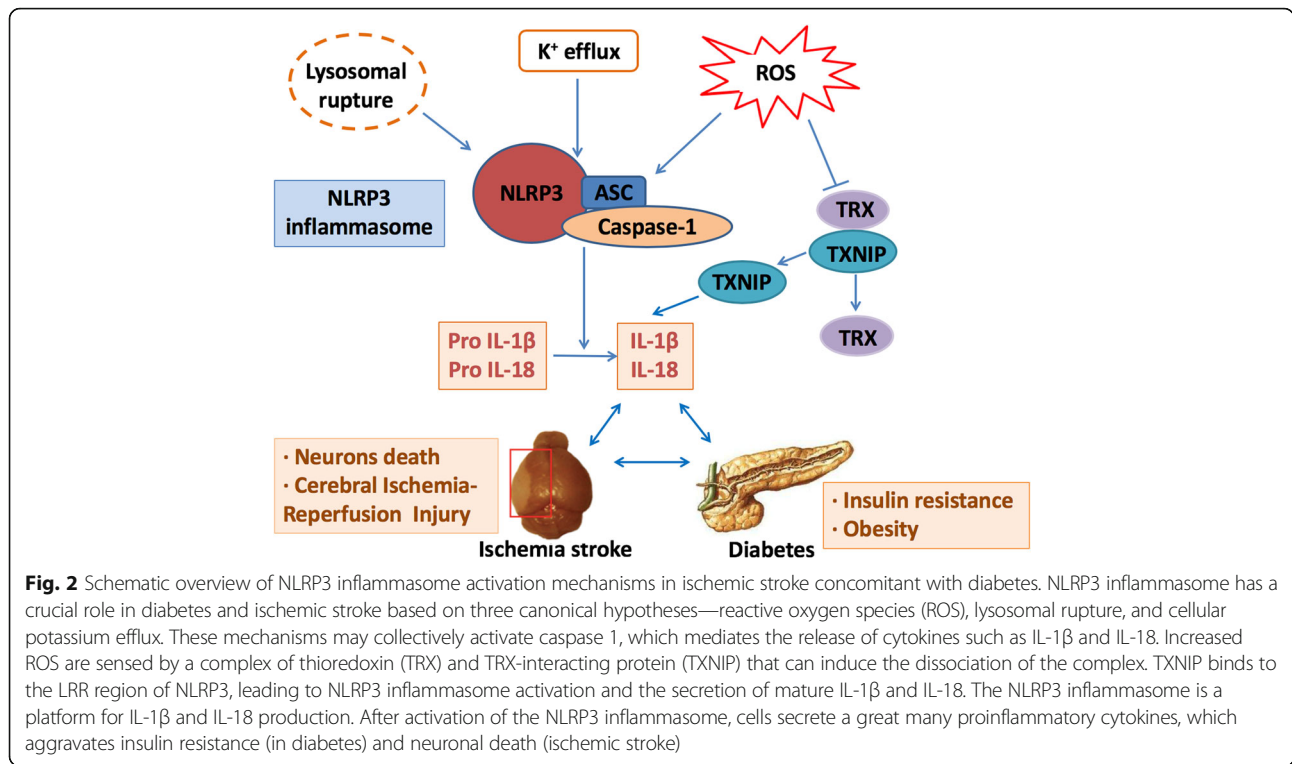 Lysosomal
rupture
K+ efflux
ROS
NLRP3
inflammasome
NLRP3
ASC
Caspase-1
TRX
TXNIP
TXNIP
TRX
Pro IL-1β
Pro IL-18
IL-1β
IL-18
· Neurons death
· Cerebral Ischemia-
Reperfusion Injury
Ischemia stroke
Diabetes
· Insulin resistance
· Obesity
Fig. 2 Schematic overview of NLRP3 inflammasome activation mechanisms in ischemic stroke concomitant with diabetes. NLRP3 inflammasome has a
crucial role in diabetes and ischemic stroke based on three canonical hypotheses—reactive oxygen species (ROS), lysosomal rupture, and cellular
potassium efflux. These mechanisms may collectively activate caspase 1, which mediates the release of cytokines such as IL-1β and IL-18. Increased
ROS are sensed by a complex of thioredoxin (TRX) and TRX-interacting protein (TXNIP) that can induce the dissociation of the complex. TXNIP binds to
the LRR region of NLRP3, leading to NLRP3 inflammasome activation and the secretion of mature IL-1β and IL-18. The NLRP3 inflammasome is a
platform for IL-1β and IL-18 production. After activation of the NLRP3 inflammasome, cells secrete a great many proinflammatory cytokines, which
aggravates insulin resistance (in diabetes) and neuronal death (ischemic stroke)